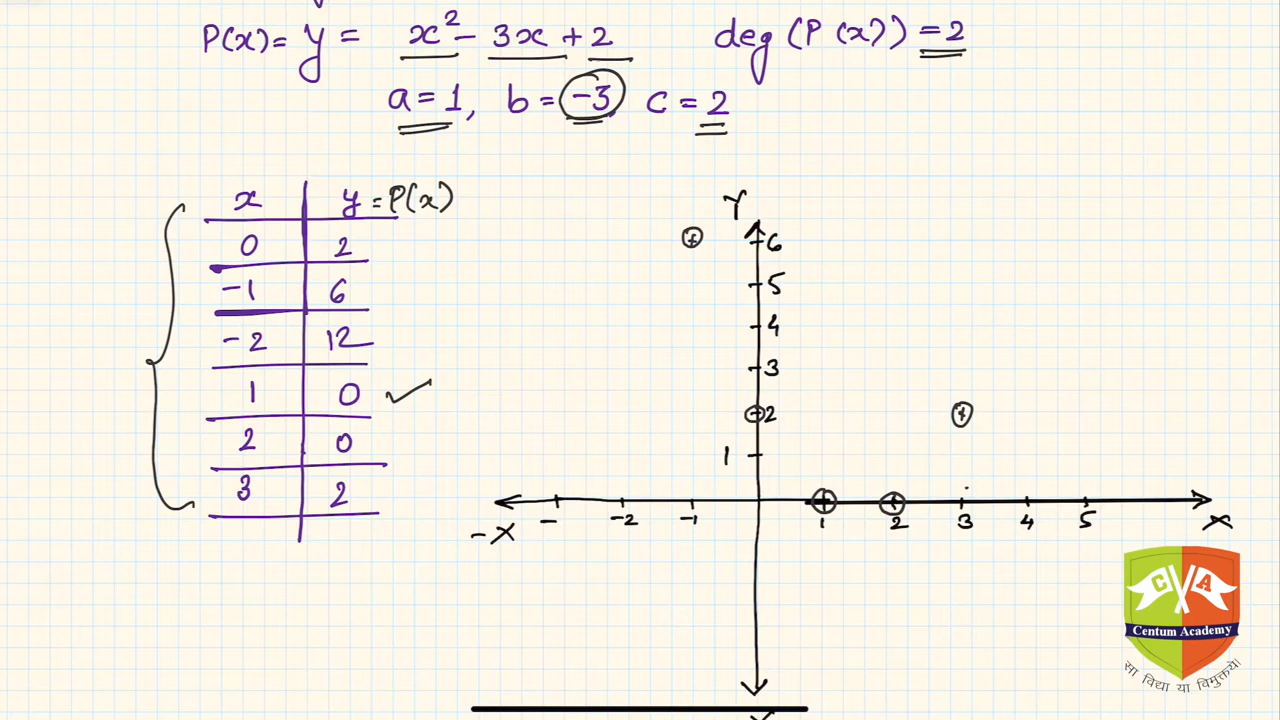 P(x)= y = x² - 3x + 2 deg (P(x)) = 2
a = 1, b = -3 c = 2
x y = P(x)
0 2
-1 6
-2 12
1 0 ✓
2 0
3 2
Y
6
5
4
3
2
1
- -2 -1 1 2 3 4 5
-X X
C A
Centum Academy
सा विद्या या विमुक्तये।